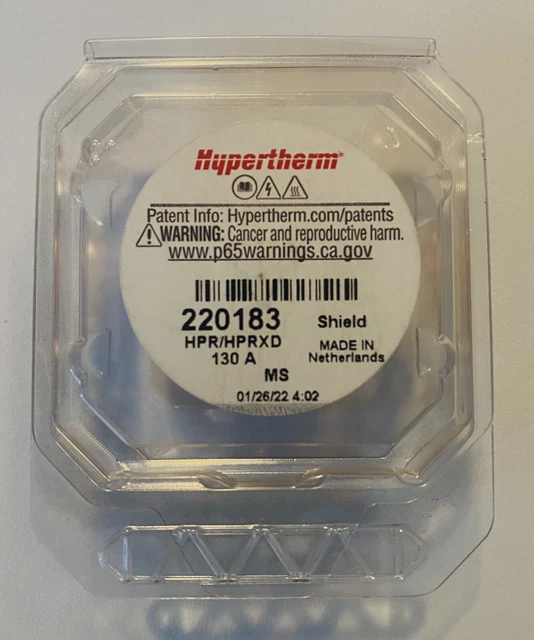 Hypertherm®
Patent Info: Hypertherm.com/patents
WARNING: Cancer and reproductive harm.
www.p65warnings.ca.gov
220183 Shield
HPR/HPRXD MADE IN
130 A Netherlands
MS
01/26/22 4:02